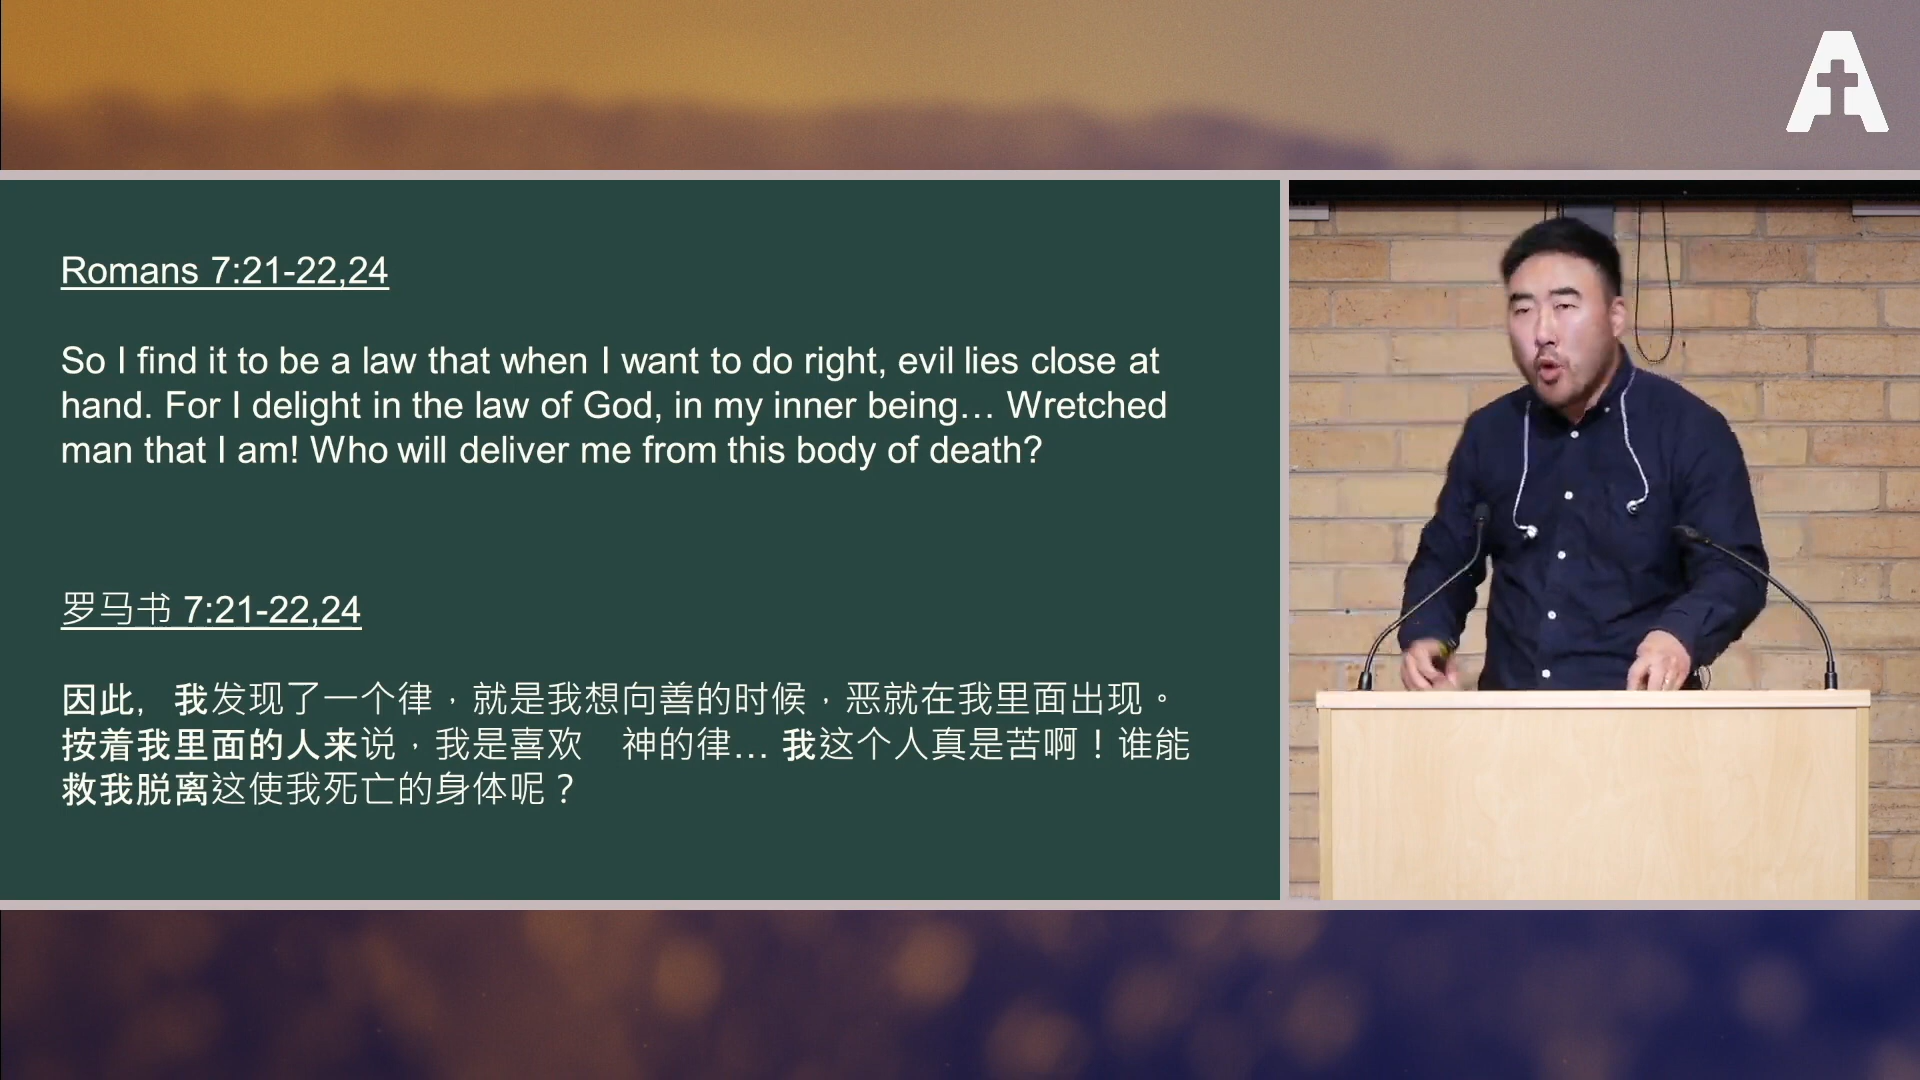 A
Romans 7:21-22,24
So I find it to be a law that when I want to do right, evil lies close at
hand. For I delight in the law of God, in my inner being… Wretched
man that I am! Who will deliver me from this body of death?
罗马书 7:21-22,24
因此, 我发现了一个律，就是我想向善的时候，恶就在我里面出现。
按着我里面的人来说，我是喜欢　神的律… 我这个人真是苦啊！谁能
救我脱离这使我死亡的身体呢？